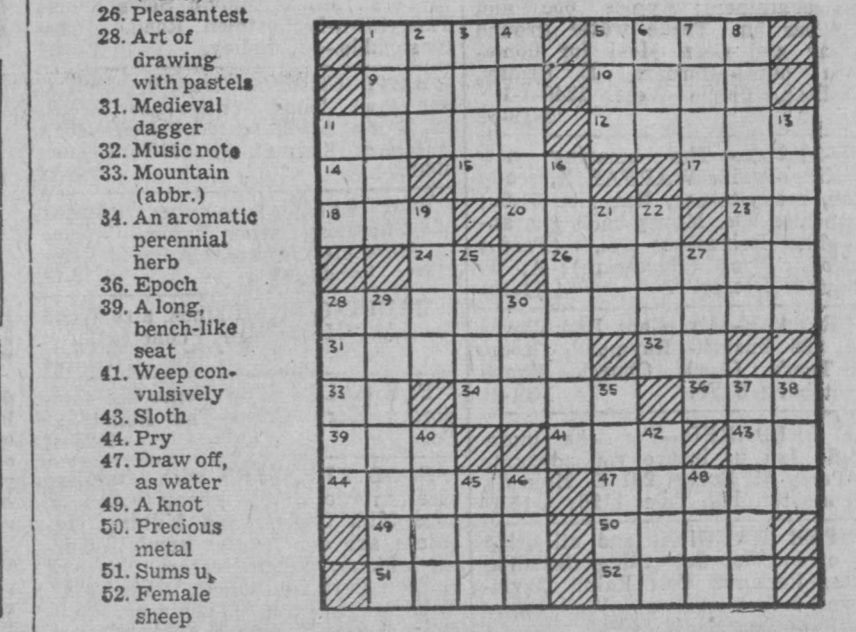 26. Pleasantest
28. Art of
drawing
with pastels
31. Medieval
dagger
32. Music note
33. Mountain
(abbr.)
34. An aromatic
perennial
herb
36. Epoch
39. A long,
bench-like
seat
41. Weep con-
vulsively
43. Sloth
44. Pry
47. Draw off,
as water
49. A knot
50. Precious
metal
51. Sums u
52. Female
sheep
1 2 3 4 5 6 7 8
9 10
11 12 13
14 15 16 17
18 19 20 21 22 23
24 25 26 27
28 29 30
31 32
33 34 35 36 37 38
39 40 41 42 43
44 45 46 47 48
49 50
51 52